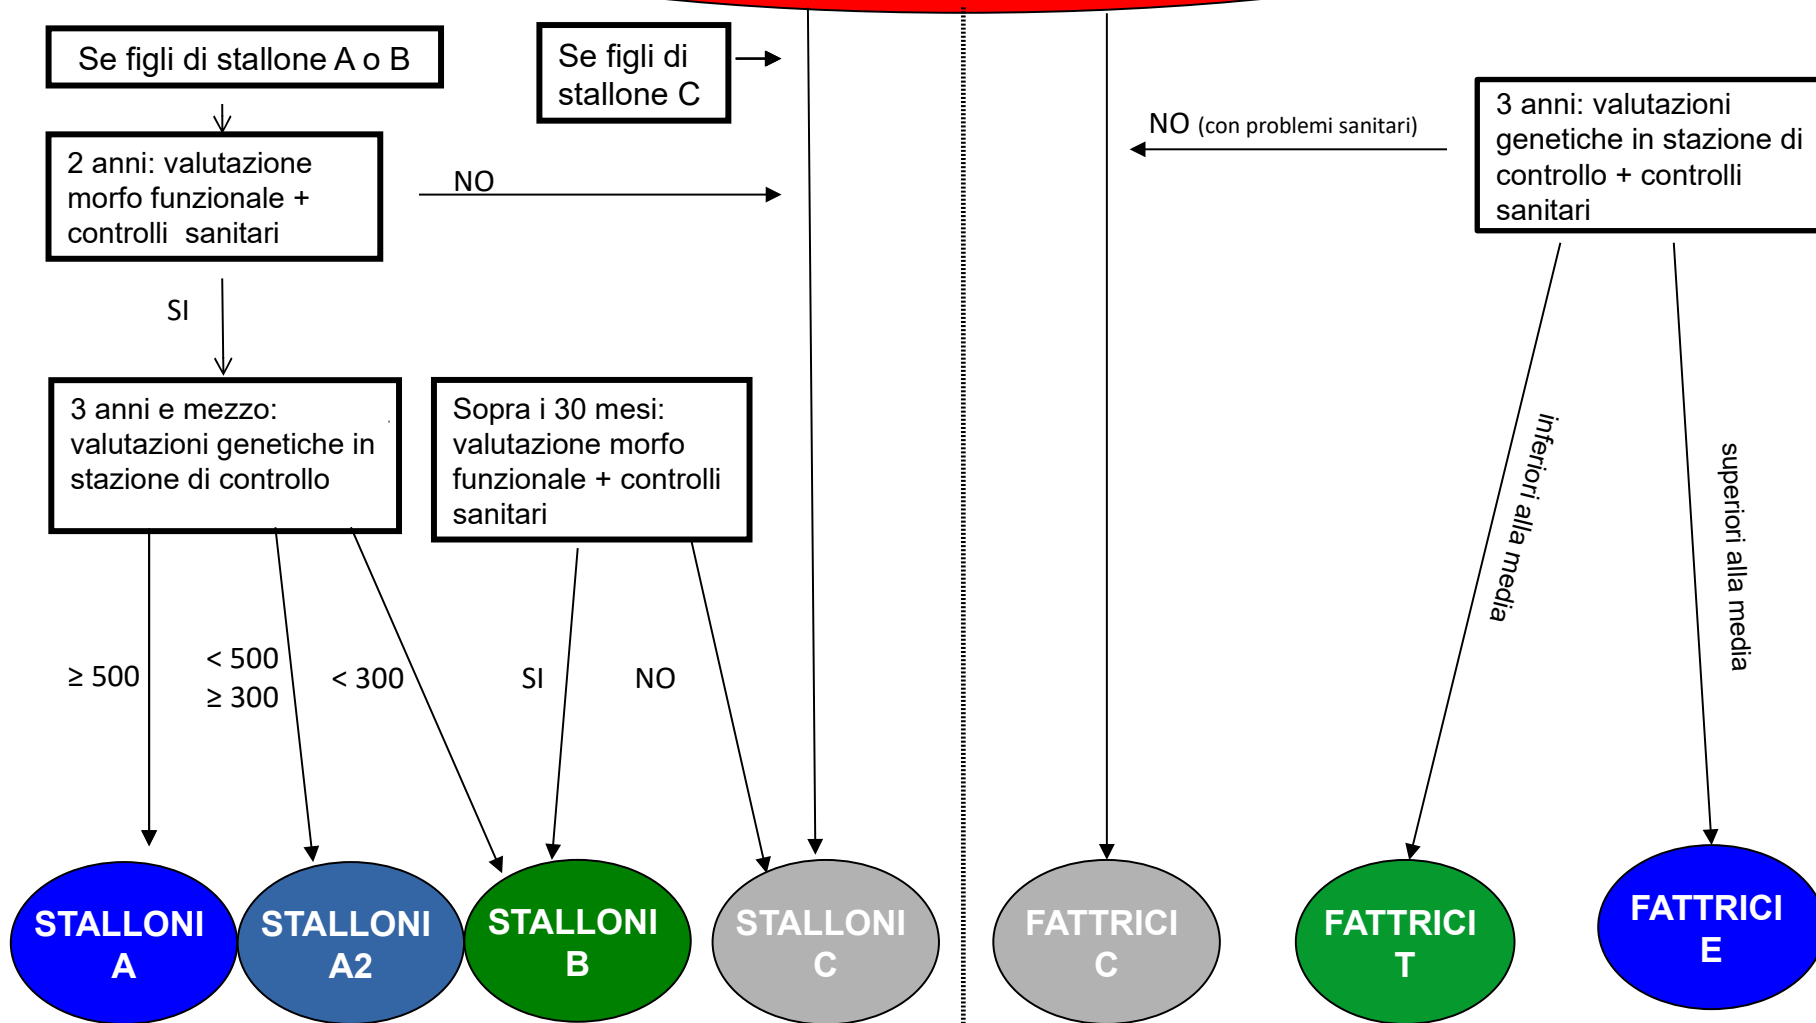 Se figli di stallone A o B
Se figli di
stallone C
2 anni: valutazione
morfo funzionale +
controlli sanitari
NO
SI
NO (con problemi sanitari)
3 anni: valutazioni
genetiche in stazione di
controllo + controlli
sanitari
3 anni e mezzo:
valutazioni genetiche in
stazione di controllo
Sopra i 30 mesi:
valutazione morfo
funzionale + controlli
sanitari
inferiori alla media
superiori alla media
≥ 500
< 500
≥ 300
< 300
SI
NO
STALLONI
A
STALLONI
A2
STALLONI
B
STALLONI
C
FATTRICI
C
FATTRICI
T
FATTRICI
E